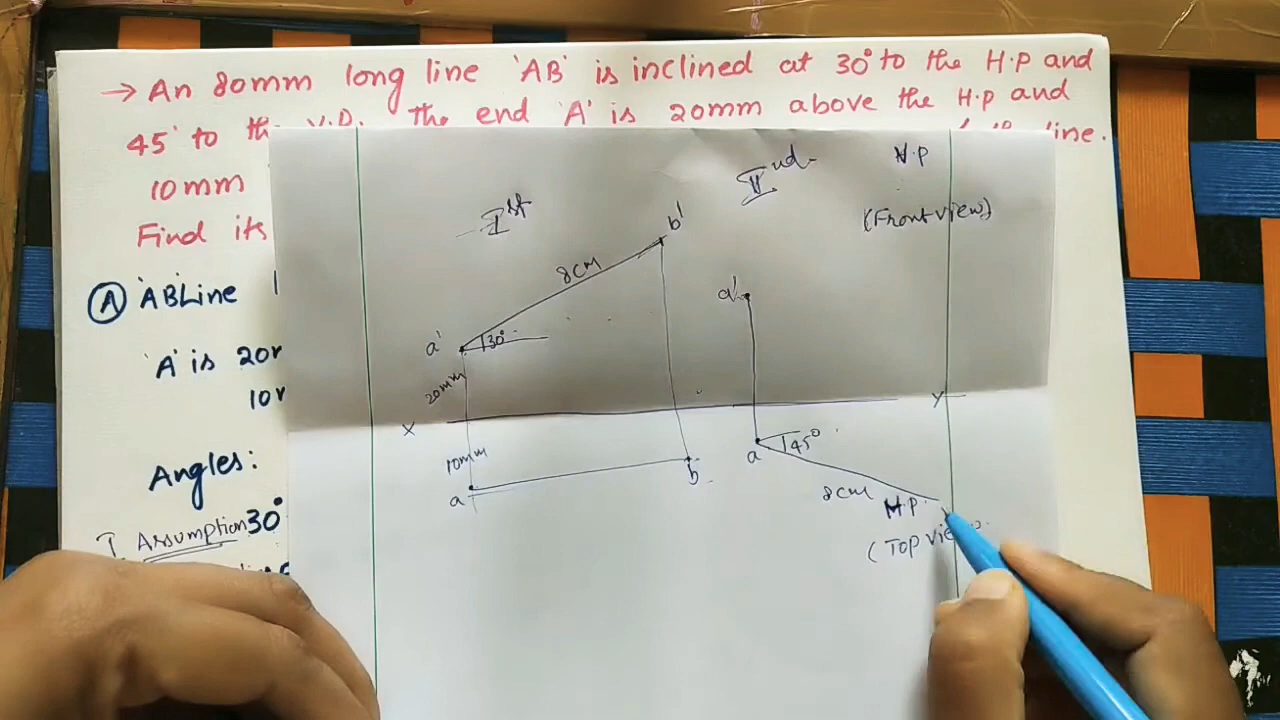 → An 80mm long line 'AB' is inclined at 30° to the H.P and
45° to the V.P. the end 'A' is 20mm above the H.P and
10mm line.
Find its
Ⓐ 'AB' Line
'A' is 20
10
Angles:
I Assumption 30°
Ist
IInd
V.P
(Front view)
b'
8cm
a'
30°
a'
20mm
X
Y
10mm
a
b
a
45°
8cm
H.P.
(Top view)